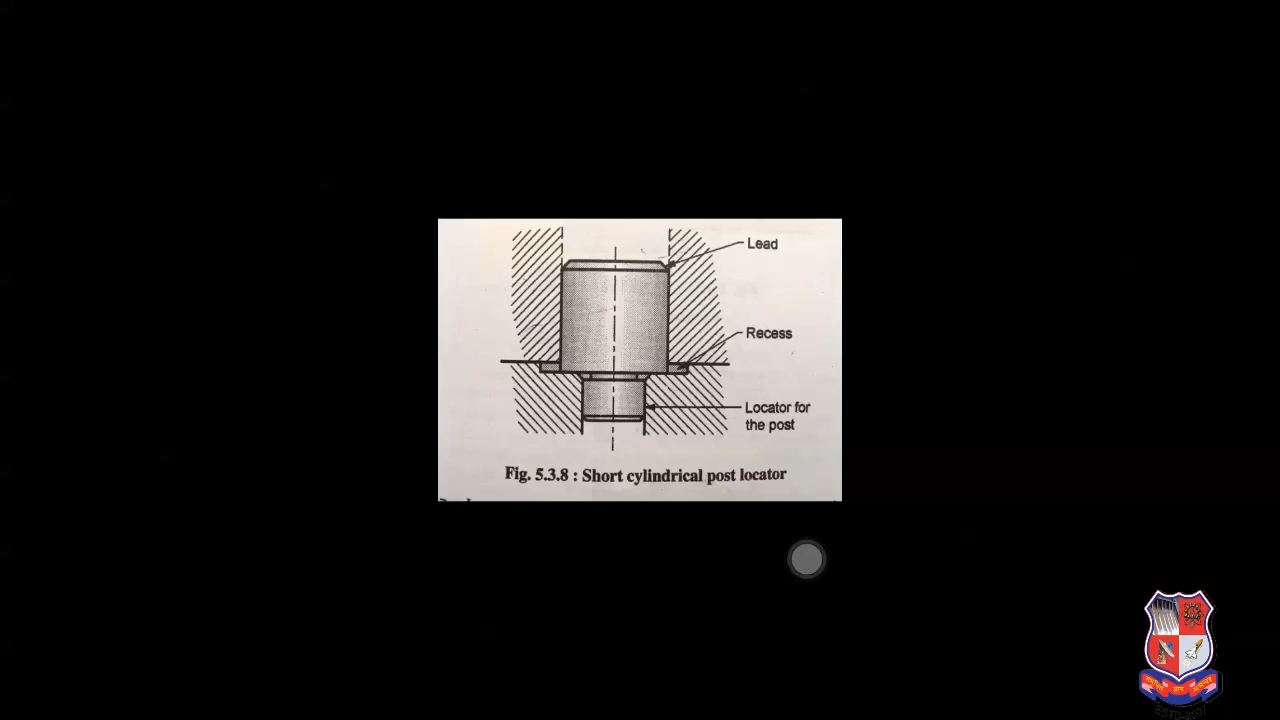 Lead
Recess
Locator for
the post
Fig. 5.3.8 : Short cylindrical post locator
ज्ञान